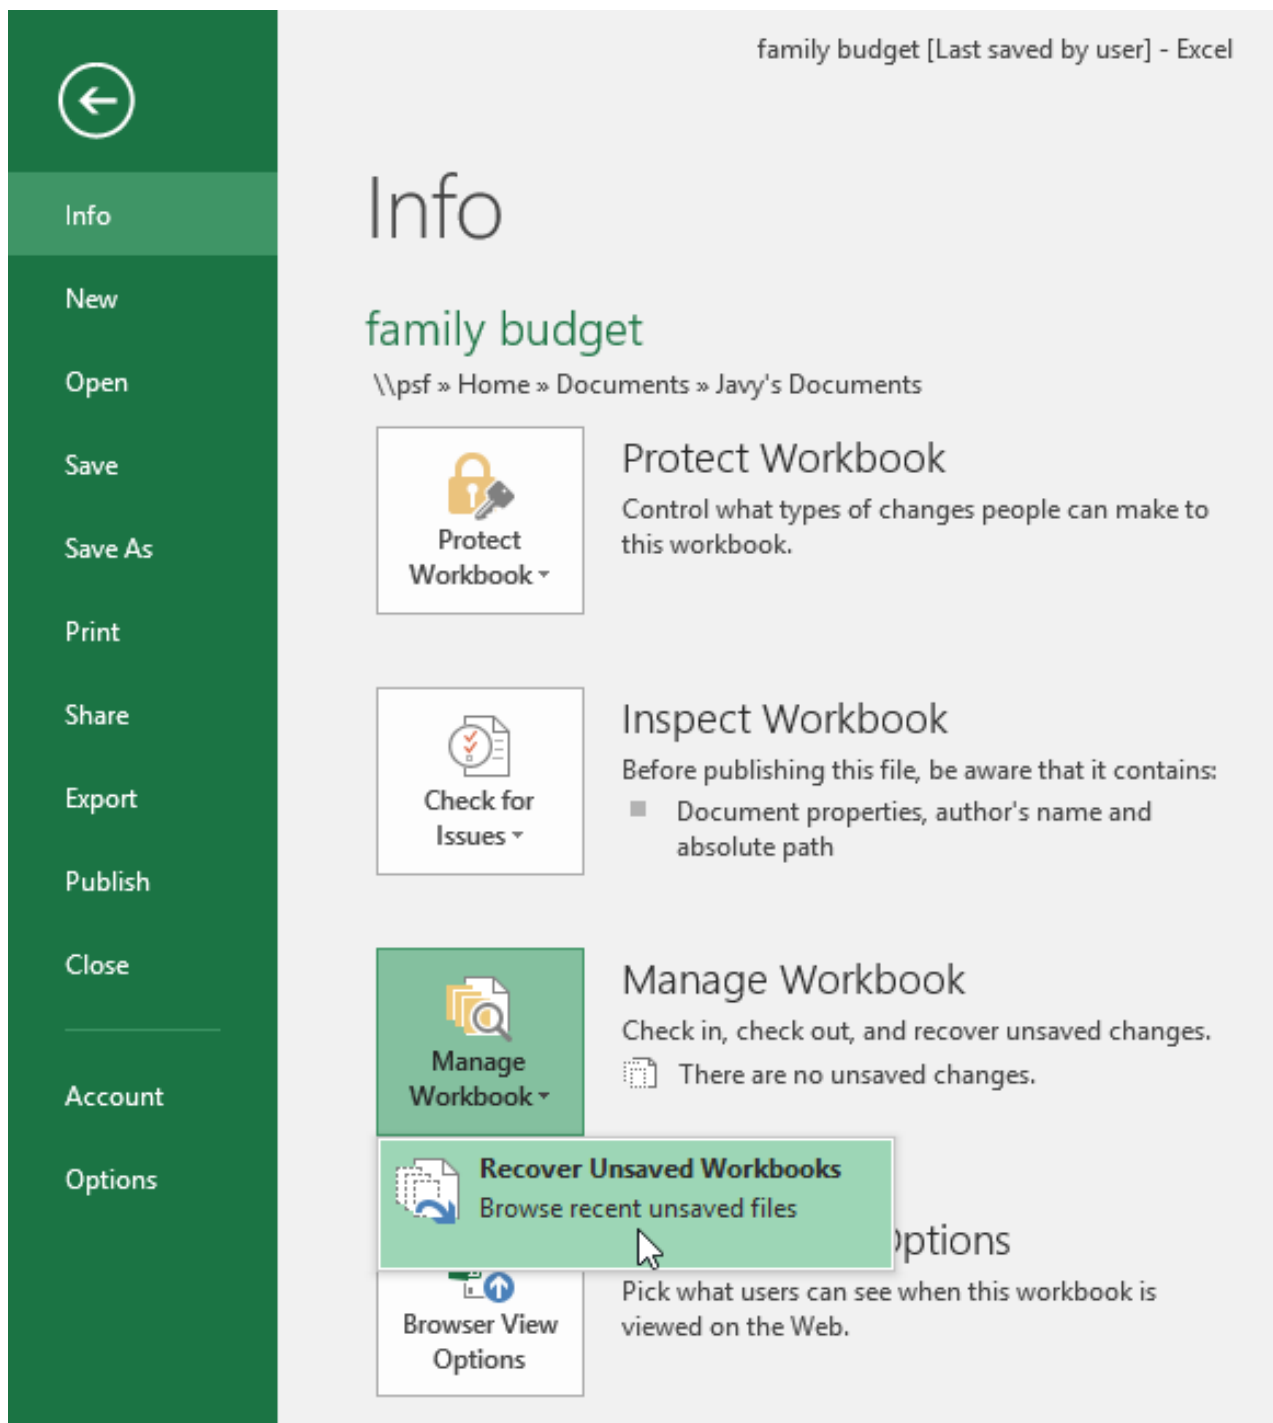 family budget [Last saved by user] - Excel
Info
New
Open
Save
Save As
Print
Share
Export
Publish
Close
Account
Options
Info
family budget
\\psf » Home » Documents » Javy's Documents
Protect
Workbook
Protect Workbook
Control what types of changes people can make to
this workbook.
Check for
Issues
Inspect Workbook
Before publishing this file, be aware that it contains:
Document properties, author's name and
absolute path
Manage
Workbook
Manage Workbook
Check in, check out, and recover unsaved changes.
There are no unsaved changes.
Recover Unsaved Workbooks
Browse recent unsaved files
ptions
Browser View
Options
Pick what users can see when this workbook is
viewed on the Web.